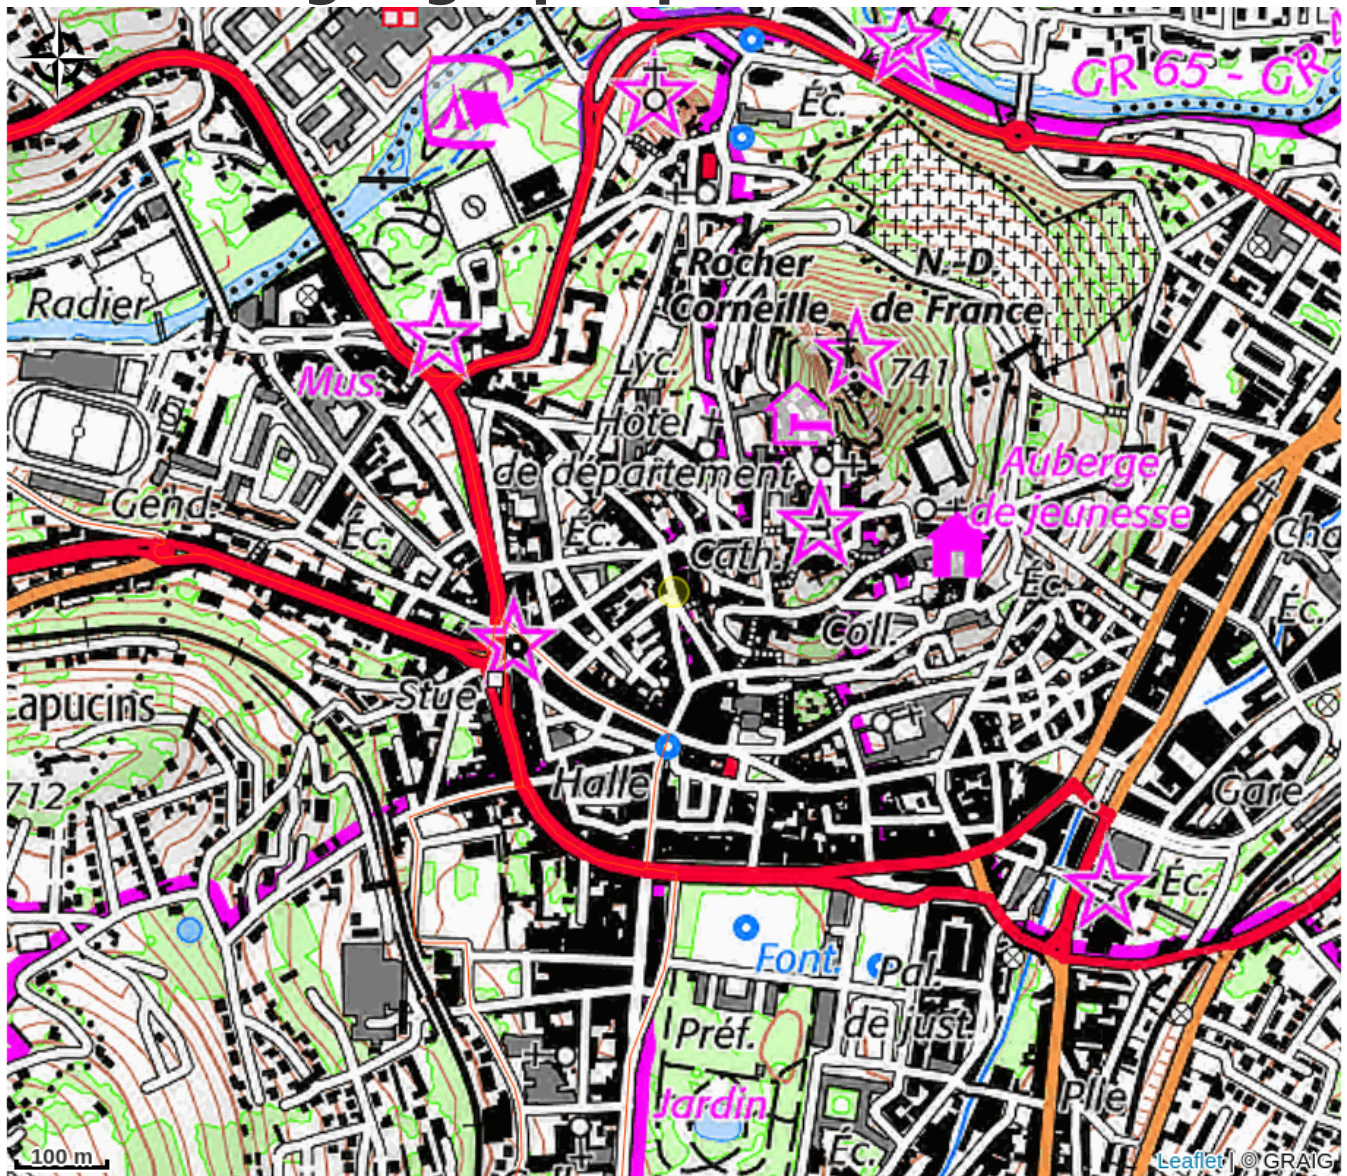 Éc.
GR 65 - GR
Rocher
Corneille
N.-D.
de France
Radier
741
Lyc.
Mus.
Hôtel
de département
Auberge
de jeunesse
Gend.
Éc.
Éc.
Cath.
Éc.
Éc.
Coll.
Stue
Capucins
712
Halle
Gare
Éc.
Font.
Pal.
de just.
Préf.
Jardin
Plle
Éc.
100 m
Leaflet | © GRAIG